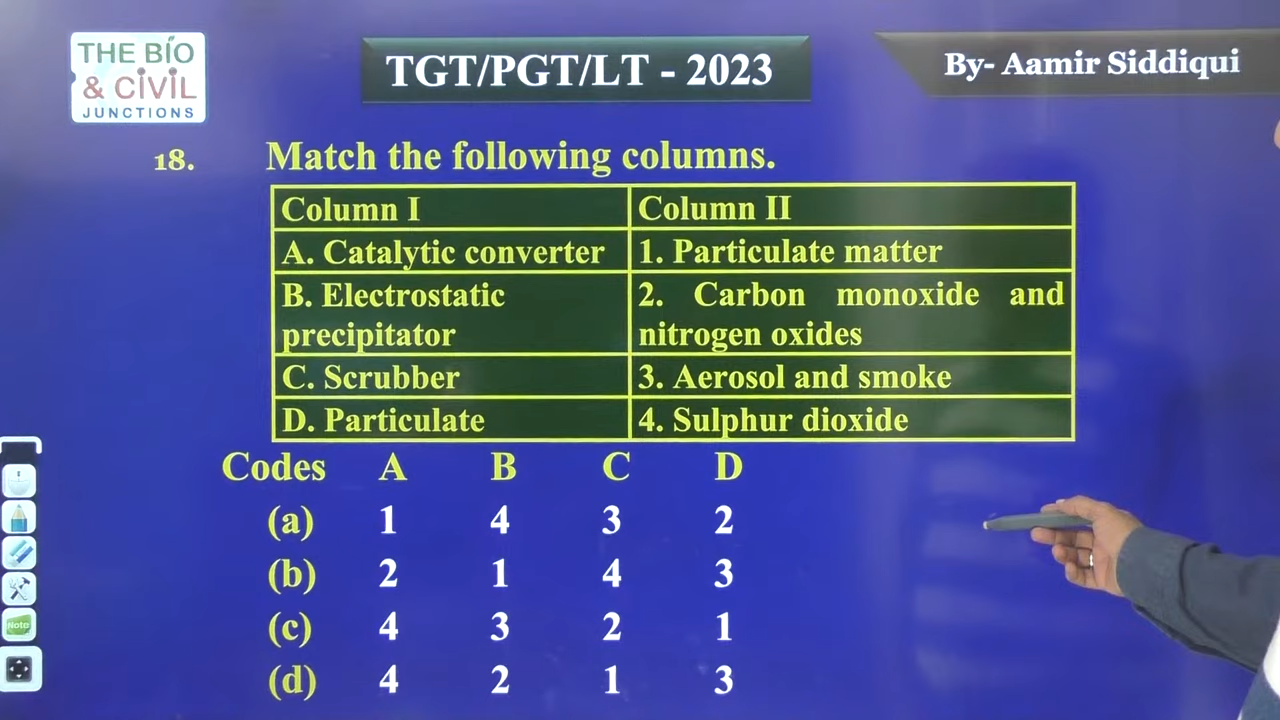 THE BIO
& CIVIL
JUNCTIONS
TGT/PGT/LT - 2023
By- Aamir Siddiqui
18. Match the following columns.
Column I Column II
A. Catalytic converter 1. Particulate matter
B. Electrostatic precipitator 2. Carbon monoxide and nitrogen oxides
C. Scrubber 3. Aerosol and smoke
D. Particulate 4. Sulphur dioxide
Codes A B C D
(a) 1 4 3 2
(b) 2 1 4 3
(c) 4 3 2 1
(d) 4 2 1 3
Note